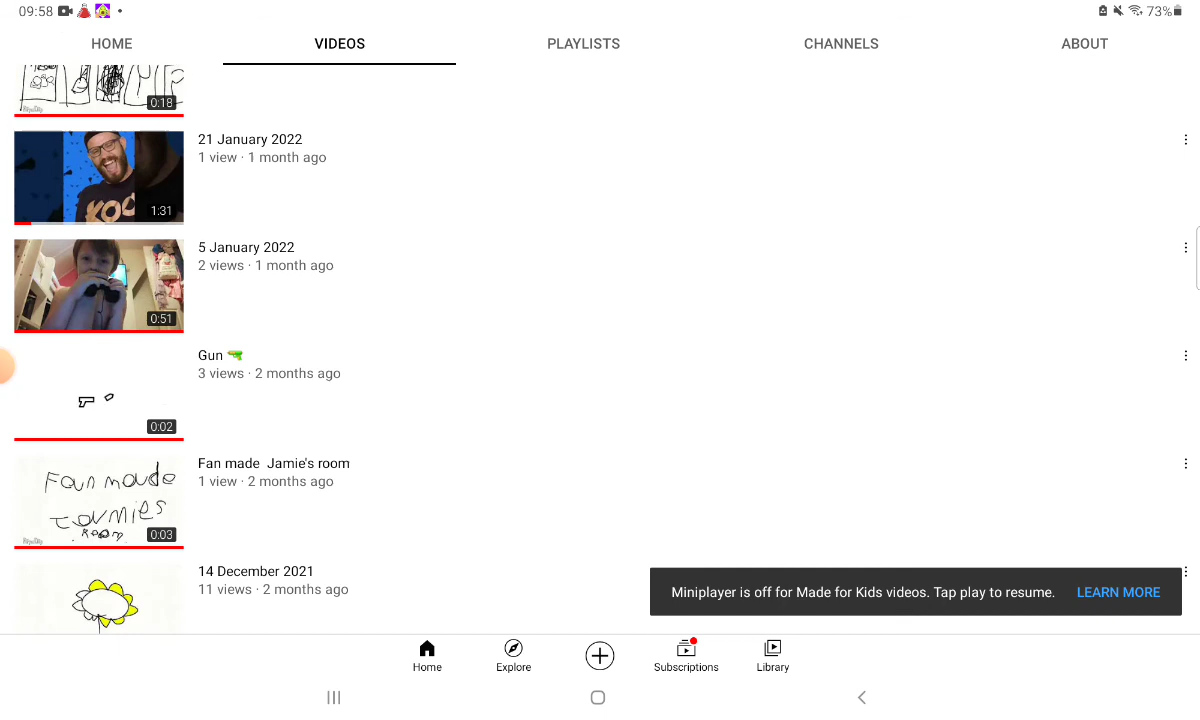 09:58
73%
HOME VIDEOS PLAYLISTS CHANNELS ABOUT
0:18
21 January 2022
1 view · 1 month ago
KOO
1:31
5 January 2022
2 views · 1 month ago
0:51
Gun 🔫
3 views · 2 months ago
0:02
Fan made
Jamies
Room
0:03
Fan made  Jamie's room
1 view · 2 months ago
14 December 2021
11 views · 2 months ago
Miniplayer is off for Made for Kids videos. Tap play to resume. LEARN MORE
Home Explore Subscriptions Library